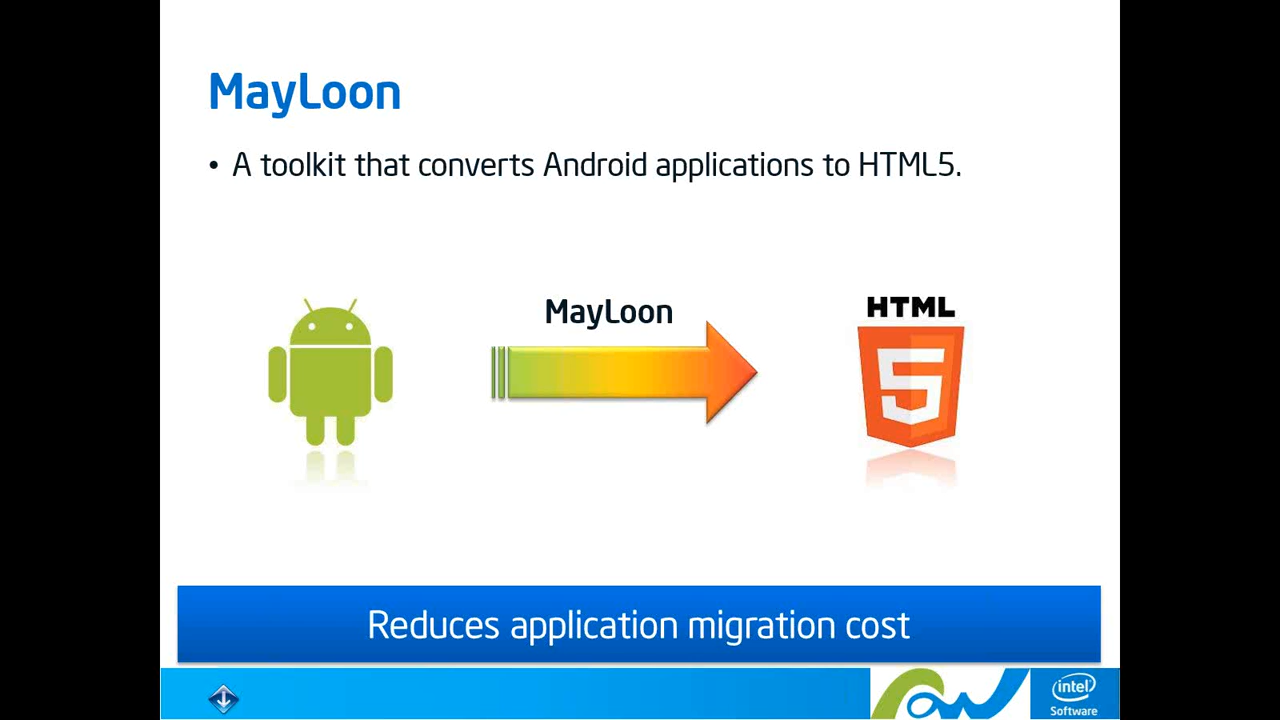 MayLoon
• A toolkit that converts Android applications to HTML5.
MayLoon
HTML
5
Reduces application migration cost
intel
Software